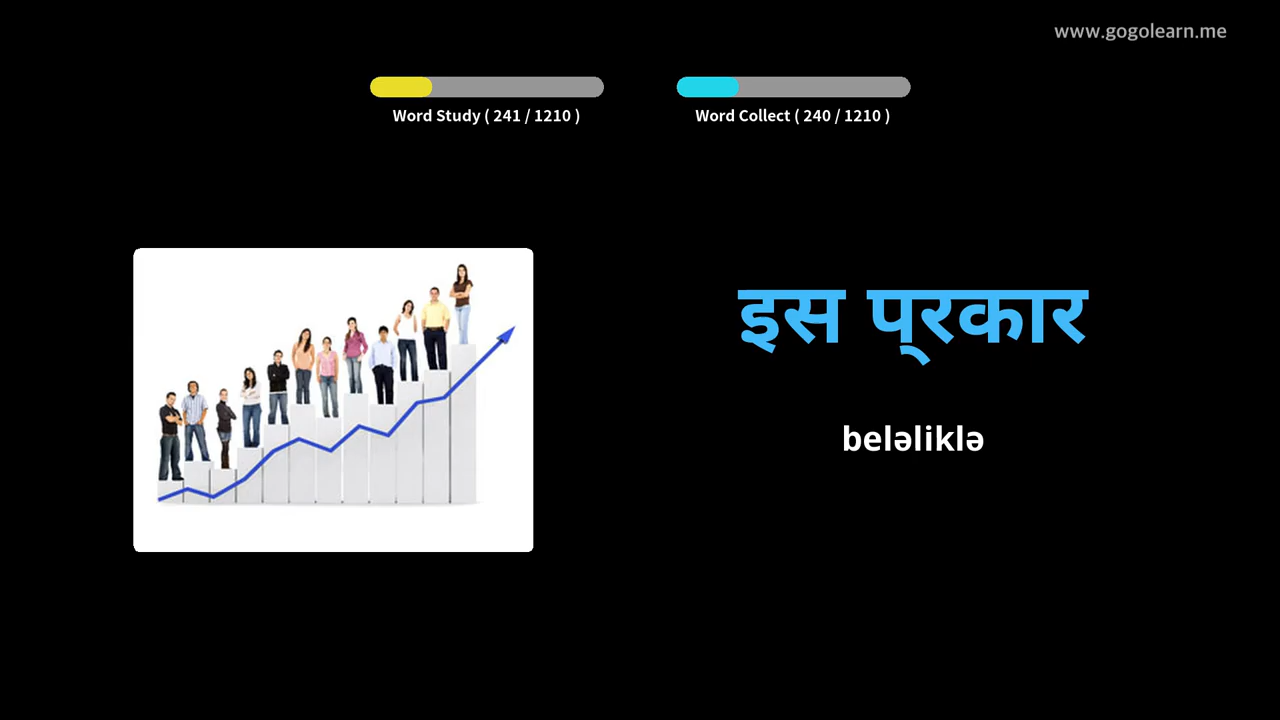 www.gogolearn.me
Word Study ( 241 / 1210 )
Word Collect ( 240 / 1210 )
इस प्रकार
beləliklə